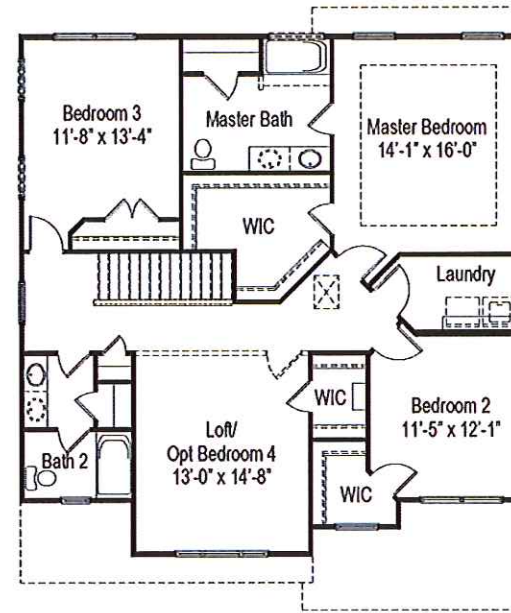 Bedroom 3
11'-8" x 13'-4"
Master Bath
Master Bedroom
14'-1" x 16'-0"
WIC
Laundry
WIC
Bedroom 2
11'-5" x 12'-1"
Loft/
Opt Bedroom 4
13'-0" x 14'-8"
Bath 2
WIC